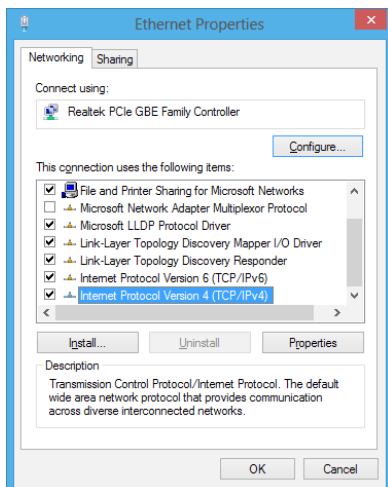 Ethernet Properties
Networking
Sharing
Connect using:
Realtek PCIe GBE Family Controller
Configure...
This connection uses the following items:
File and Printer Sharing for Microsoft Networks
Microsoft Network Adapter Multiplexor Protocol
Microsoft LLDP Protocol Driver
Link-Layer Topology Discovery Mapper I/O Driver
Link-Layer Topology Discovery Responder
Internet Protocol Version 6 (TCP/IPv6)
Internet Protocol Version 4 (TCP/IPv4)
Install...
Uninstall
Properties
Description
Transmission Control Protocol/Internet Protocol. The default
wide area network protocol that provides communication
across diverse interconnected networks.
OK
Cancel